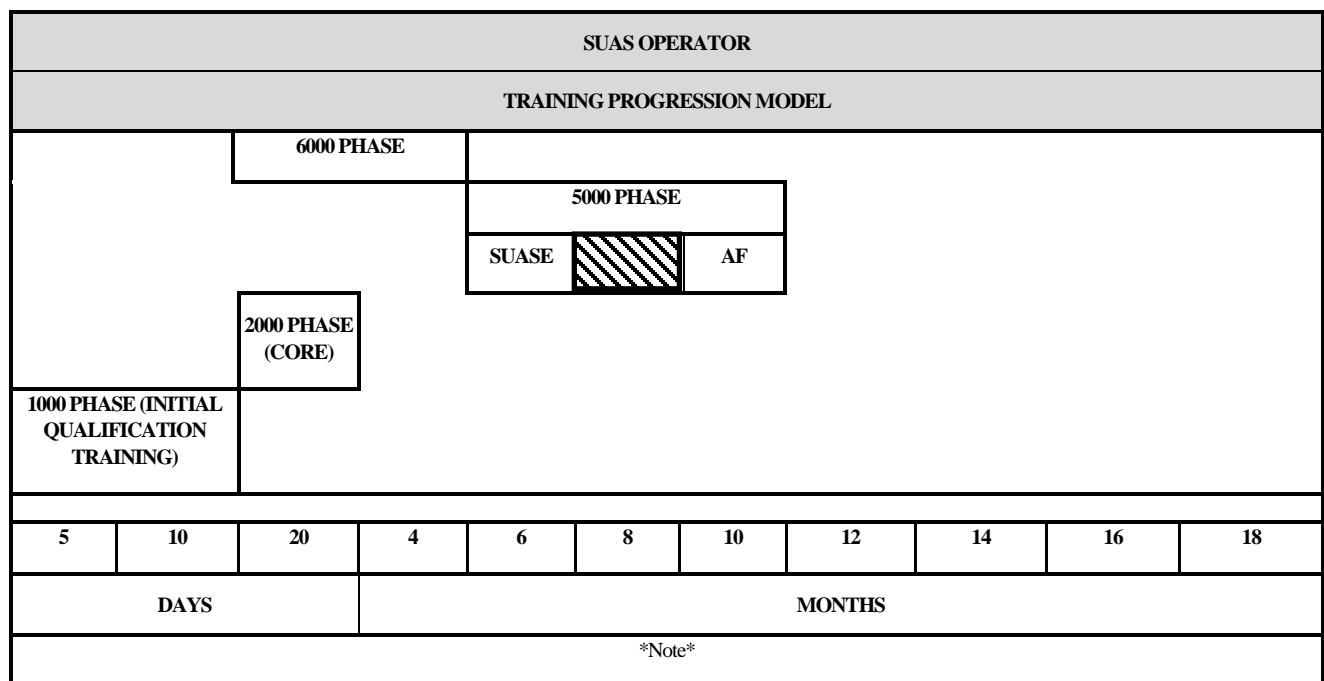 SUAS OPERATOR
TRAINING PROGRESSION MODEL
6000 PHASE
5000 PHASE
SUASE AF
2000 PHASE
(CORE)
1000 PHASE (INITIAL
QUALIFICATION
TRAINING)
5 10 20 4 6 8 10 12 14 16 18
DAYS MONTHS
*Note*